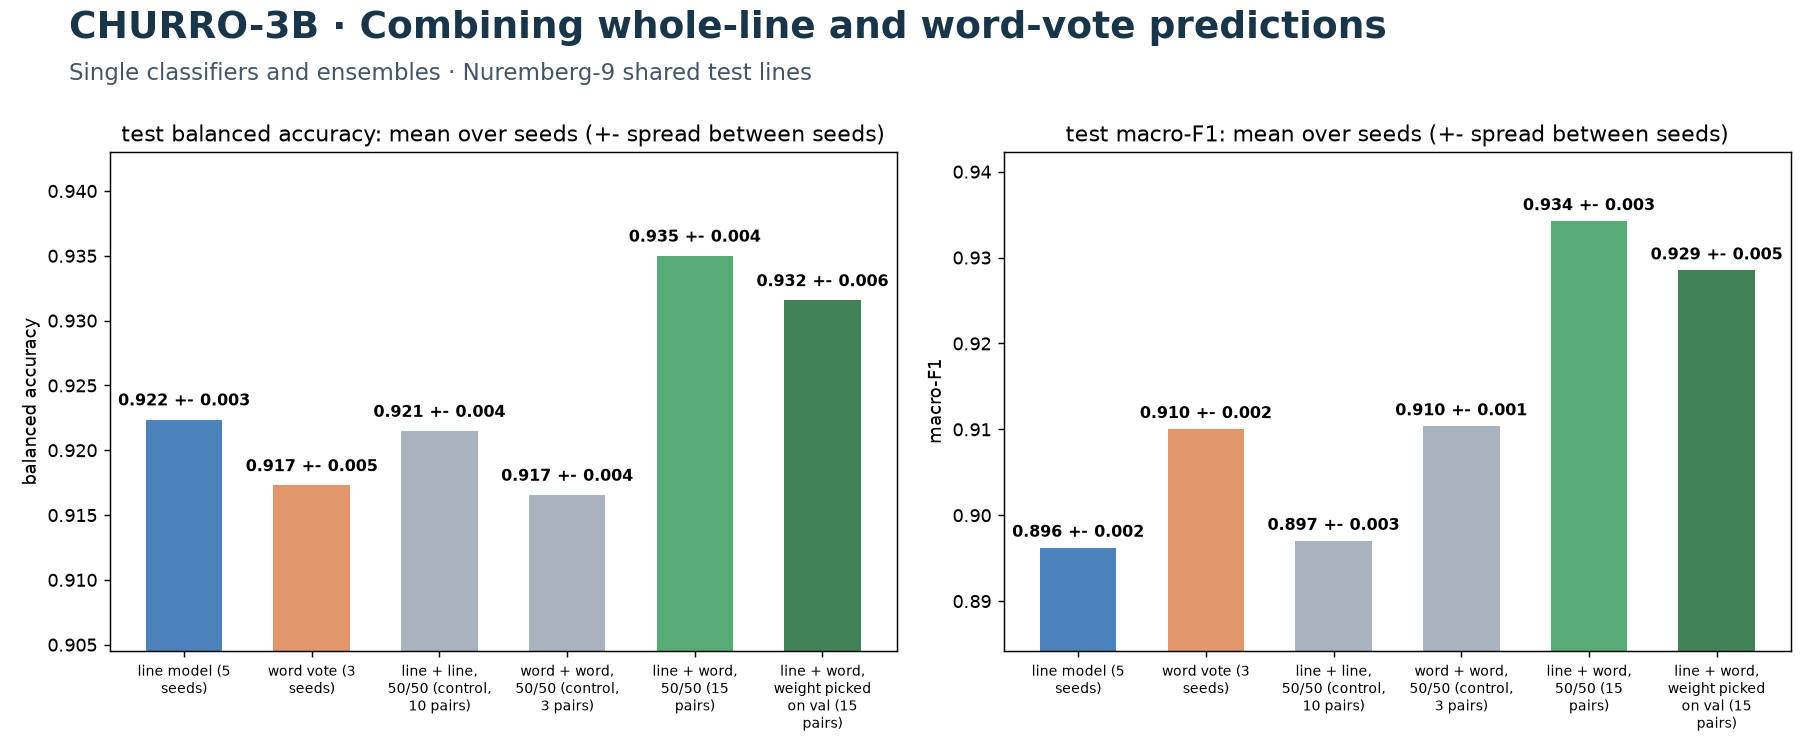 CHURRO-3B · Combining whole-line and word-vote predictions
Single classifiers and ensembles · Nuremberg-9 shared test lines
test balanced accuracy: mean over seeds (+- spread between seeds)
balanced accuracy
0.940
0.935
0.930
0.925
0.920
0.915
0.910
0.905
0.922 +- 0.003
0.917 +- 0.005
0.921 +- 0.004
0.917 +- 0.004
0.935 +- 0.004
0.932 +- 0.006
line model (5
seeds)
word vote (3
seeds)
line + line,
50/50 (control,
10 pairs)
word + word,
50/50 (control,
3 pairs)
line + word,
50/50 (15
pairs)
line + word,
weight picked
on val (15
pairs)
test macro-F1: mean over seeds (+- spread between seeds)
macro-F1
0.94
0.93
0.92
0.91
0.90
0.89
0.896 +- 0.002
0.910 +- 0.002
0.897 +- 0.003
0.910 +- 0.001
0.934 +- 0.003
0.929 +- 0.005
line model (5
seeds)
word vote (3
seeds)
line + line,
50/50 (control,
10 pairs)
word + word,
50/50 (control,
3 pairs)
line + word,
50/50 (15
pairs)
line + word,
weight picked
on val (15
pairs)